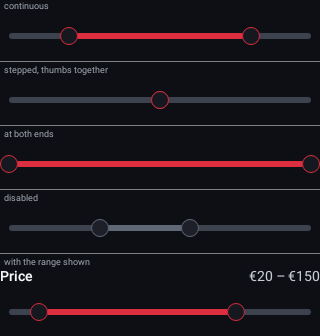 continuous
stepped, thumbs together
at both ends
disabled
with the range shown
Price €20 – €150